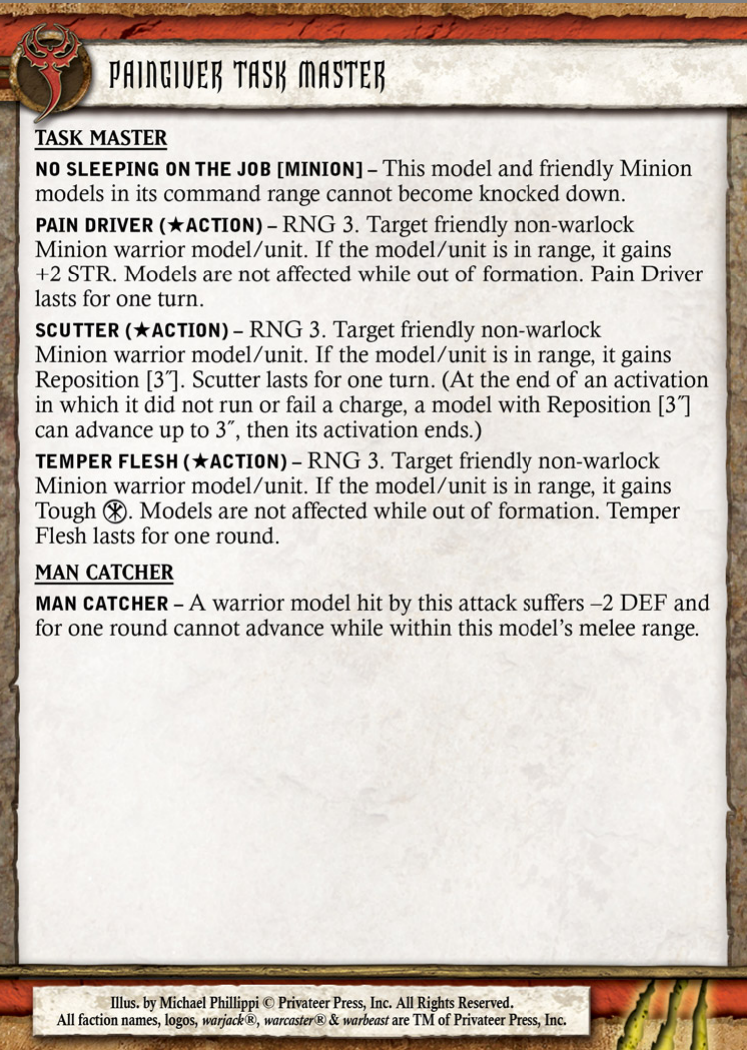 PAINGIVER TASK MASTER
TASK MASTER
NO SLEEPING ON THE JOB [MINION] – This model and friendly Minion
models in its command range cannot become knocked down.
PAIN DRIVER (★ACTION) – RNG 3. Target friendly non-warlock
Minion warrior model/unit. If the model/unit is in range, it gains
+2 STR. Models are not affected while out of formation. Pain Driver
lasts for one turn.
SCUTTER (★ACTION) – RNG 3. Target friendly non-warlock
Minion warrior model/unit. If the model/unit is in range, it gains
Reposition [3˝]. Scutter lasts for one turn. (At the end of an activation
in which it did not run or fail a charge, a model with Reposition [3˝]
can advance up to 3˝, then its activation ends.)
TEMPER FLESH (★ACTION) – RNG 3. Target friendly non-warlock
Minion warrior model/unit. If the model/unit is in range, it gains
Tough. Models are not affected while out of formation. Temper
Flesh lasts for one round.
MAN CATCHER
MAN CATCHER – A warrior model hit by this attack suffers –2 DEF and
for one round cannot advance while within this model's melee range.
Illus. by Michael Phillippi © Privateer Press, Inc. All Rights Reserved.
All faction names, logos, warjack®, warcaster® & warbeast are TM of Privateer Press, Inc.